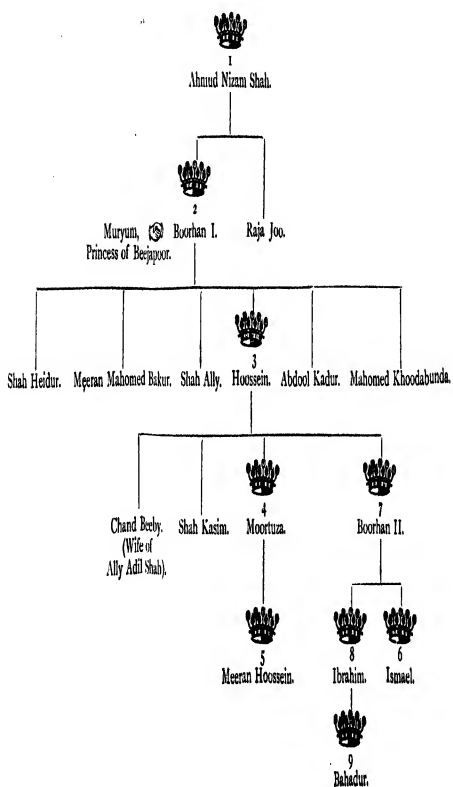 1
Ahmud Nizam Shah.
2
Muryum, Boorhan I. Raja Joo.
Princess of Beejapoor.
3
Shah Heidur. Meeran Mahomed Bakur. Shah Ally. Hoossein. Abdool Kadur. Mahomed Khoodabunda.
4 7
Chand Beeby. Shah Kasim. Moortuza. Boorhan II.
(Wife of
Ally Adil Shah).
5 8 6
Meeran Hoossein. Ibrahim. Ismael.
9
Bahadur.